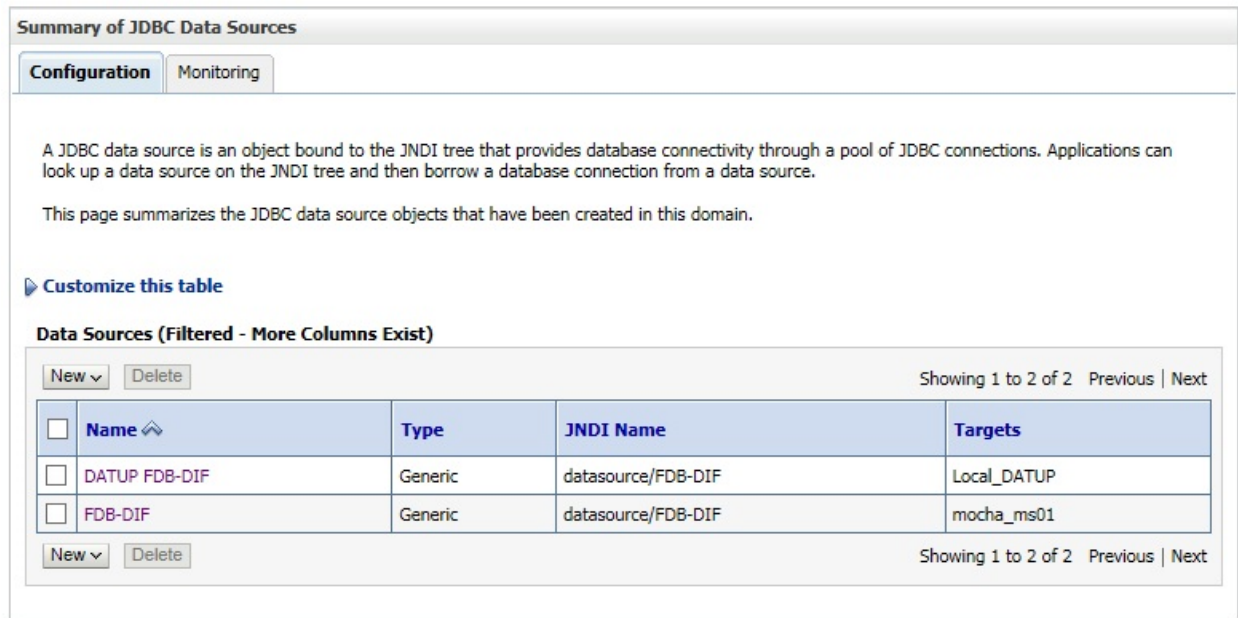 Summary of JDBC Data Sources
Configuration Monitoring
A JDBC data source is an object bound to the JNDI tree that provides database connectivity through a pool of JDBC connections. Applications can
look up a data source on the JNDI tree and then borrow a database connection from a data source.
This page summarizes the JDBC data source objects that have been created in this domain.
Customize this table
Data Sources (Filtered - More Columns Exist)
New Delete Showing 1 to 2 of 2 Previous | Next
Name Type JNDI Name Targets
DATUP FDB-DIF Generic datasource/FDB-DIF Local_DATUP
FDB-DIF Generic datasource/FDB-DIF mocha_ms01
New Delete Showing 1 to 2 of 2 Previous | Next